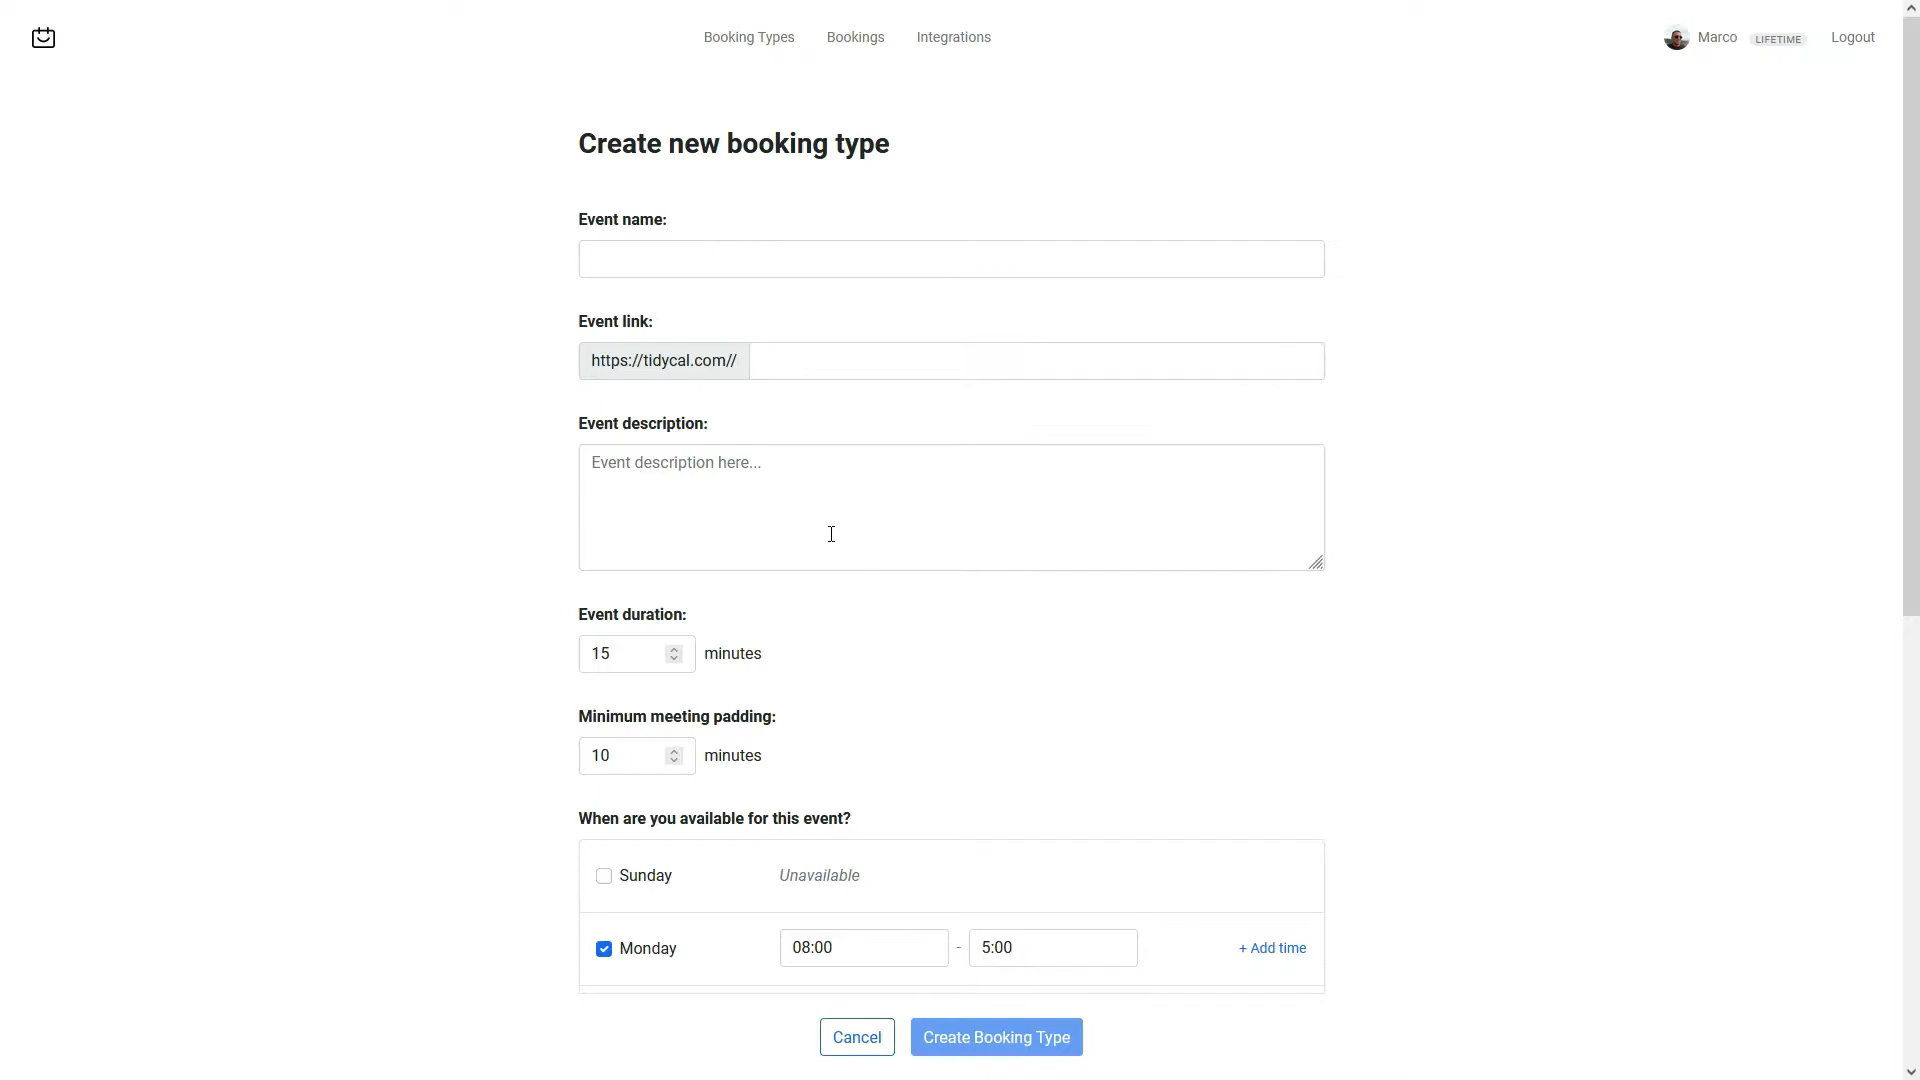 Booking Types Bookings Integrations Marco LIFETIME Logout
Create new booking type
Event name:
Event link:
https://tidycal.com//
Event description:
Event description here...
Event duration:
15 minutes
Minimum meeting padding:
10 minutes
When are you available for this event?
Sunday Unavailable
Monday 08:00 - 5:00 + Add time
Cancel Create Booking Type